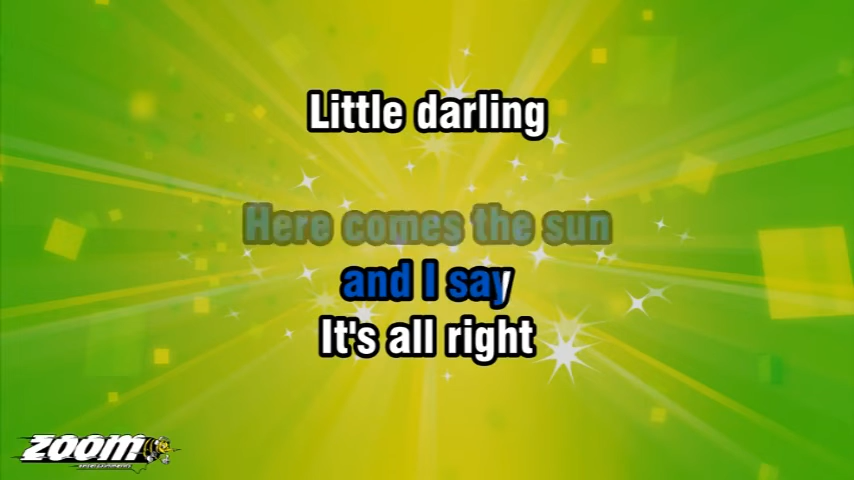 Little darling
Here comes the sun
and I say
It's all right
ZOOM